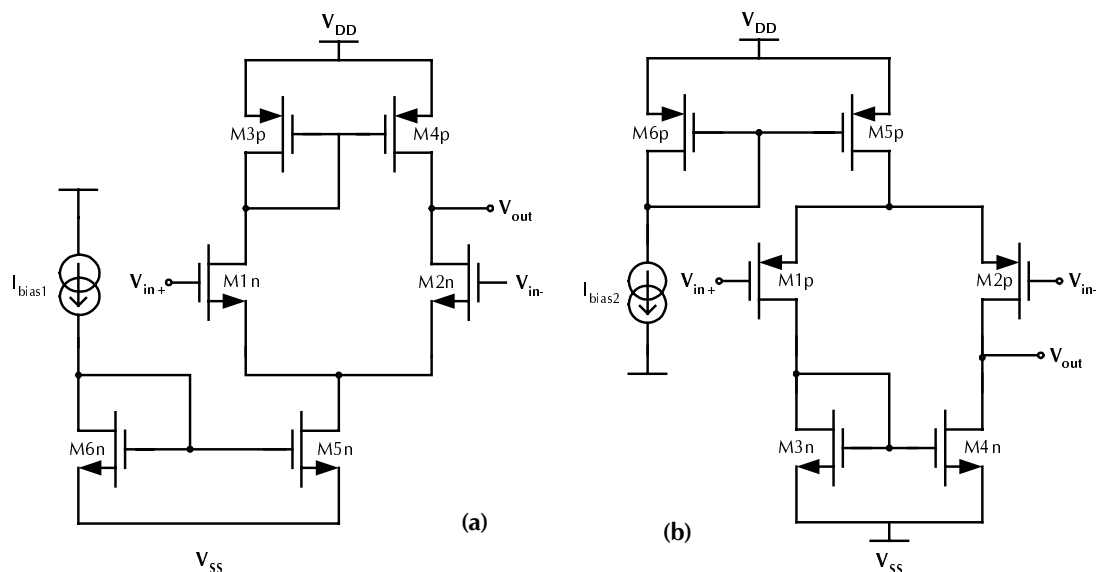 V_DD
M3p
M4p
V_out
V_in+
M1n
M2n
V_in-
I_bias1
M6n
M5n
(a)
V_SS
V_DD
M6p
M5p
V_in+
M1p
M2p
V_in-
I_bias2
V_out
M3n
M4n
(b)
V_SS